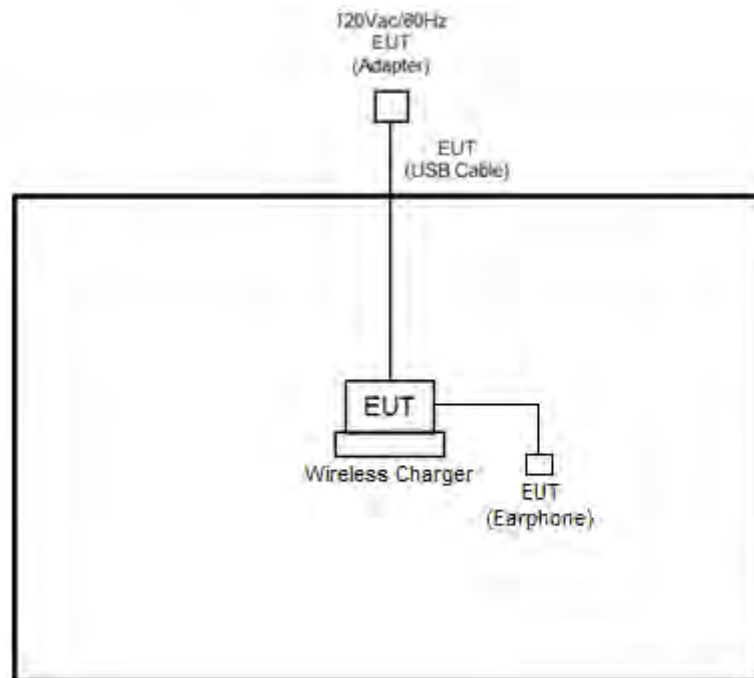 120Vac/60Hz
EUT
(Adapter)
EUT
(USB Cable)
EUT
Wireless Charger
EUT
(Earphone)